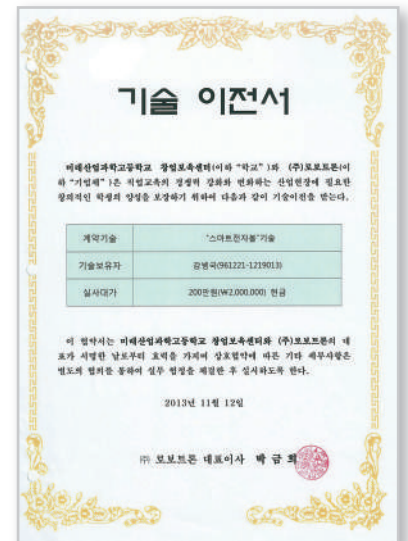 기술 이전서
미래산업과학고등학교 창업보육센터(이하 "학교")와 (주)로보트론(이
하 "기업체")은 직업교육의 경쟁력 강화와 변화하는 산업현장에 필요한
창의적인 학생의 양성을 보장하기 위하여 다음과 같이 기술이전을 받는다.
계약기술 "스마트전자봉"기술
기술보유자 김병국(961221-1219013)
실사대가 200만원(₩2,000,000) 현금
이 협약서는 미래산업과학고등학교 창업보육센터와 (주)로보트론의 대
표가 서명한 날로부터 효력을 가지며 상호협약에 따른 기타 세부사항은
별도의 협의를 통하여 실무 협정을 체결한 후 실시하도록 한다.
2013년 11월 12일
㈜ 로보트론 대표이사 박금희